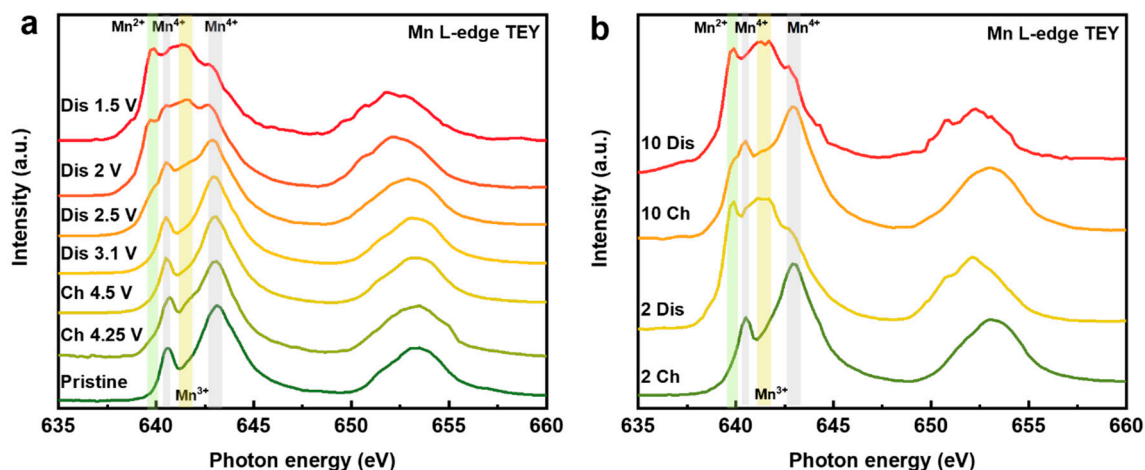 a
Mn²⁺ Mn⁴⁺ Mn⁴⁺
Mn L-edge TEY
Dis 1.5 V
Dis 2 V
Dis 2.5 V
Dis 3.1 V
Ch 4.5 V
Ch 4.25 V
Pristine
Mn³⁺
635 640 645 650 655 660
Photon energy (eV)
Intensity (a.u.)
b
Mn²⁺ Mn⁴⁺ Mn⁴⁺
Mn L-edge TEY
10 Dis
10 Ch
2 Dis
2 Ch
Mn³⁺
635 640 645 650 655 660
Photon energy (eV)
Intensity (a.u.)